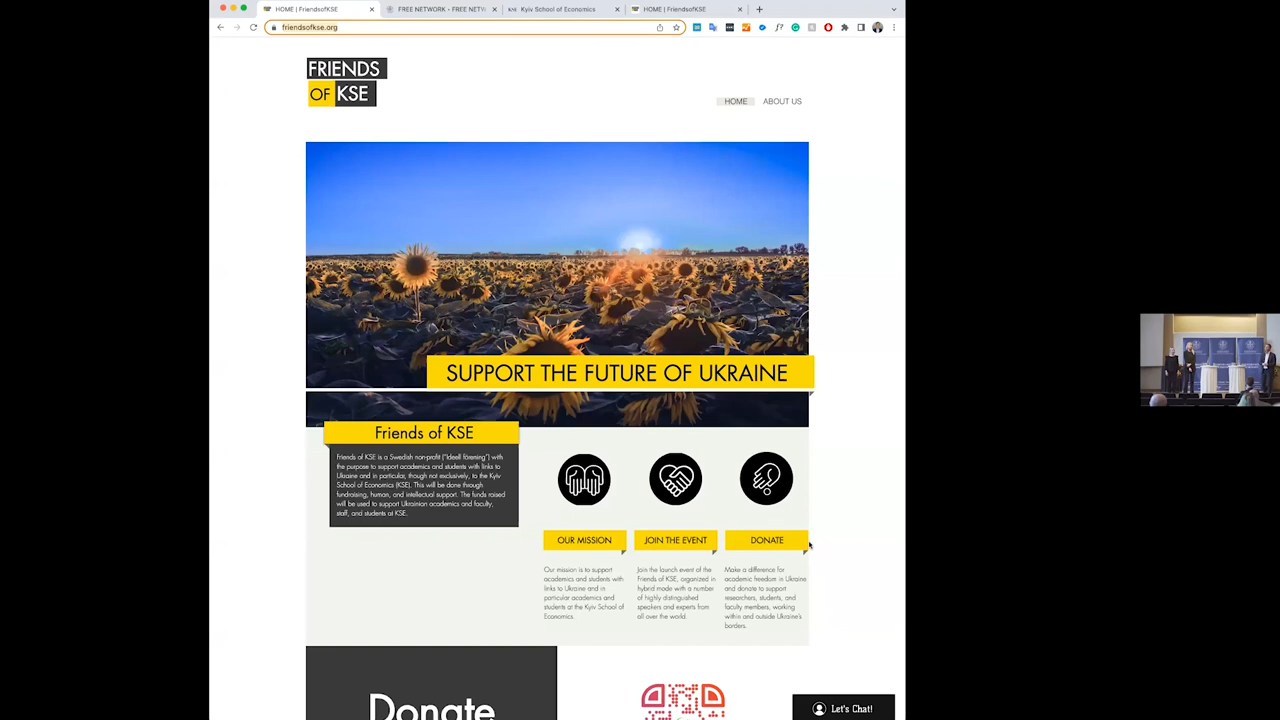 HOME | FriendsofKSE
FREE NETWORK - FREE NETW
Kyiv School of Economics
HOME | FriendsofKSE
friendsofkse.org
FRIENDS
OF KSE
HOME
ABOUT US
SUPPORT THE FUTURE OF UKRAINE
Friends of KSE
Friends of KSE is a Swedish non-profit ("Ideell förening") with
the purpose to support academics and students with links to
Ukraine and in particular, though not exclusively, to the Kyiv
School of Economics (KSE). This will be done through
fundraising, human, and intellectual support. The funds raised
will be used to support Ukrainian academics and faculty,
staff, and students at KSE.
OUR MISSION
Our mission is to support
academics and students with
links to Ukraine and in
particular academics and
students at the Kyiv School of
Economics.
JOIN THE EVENT
Join the launch event of the
Friends of KSE, organized in
hybrid mode with a number
of highly distinguished
speakers and experts from
all over the world.
DONATE
Make a difference for
academic freedom in Ukraine
and donate to support
researchers, students, and
faculty members, working
within and outside Ukraine's
borders.
Donate
Let's Chat!